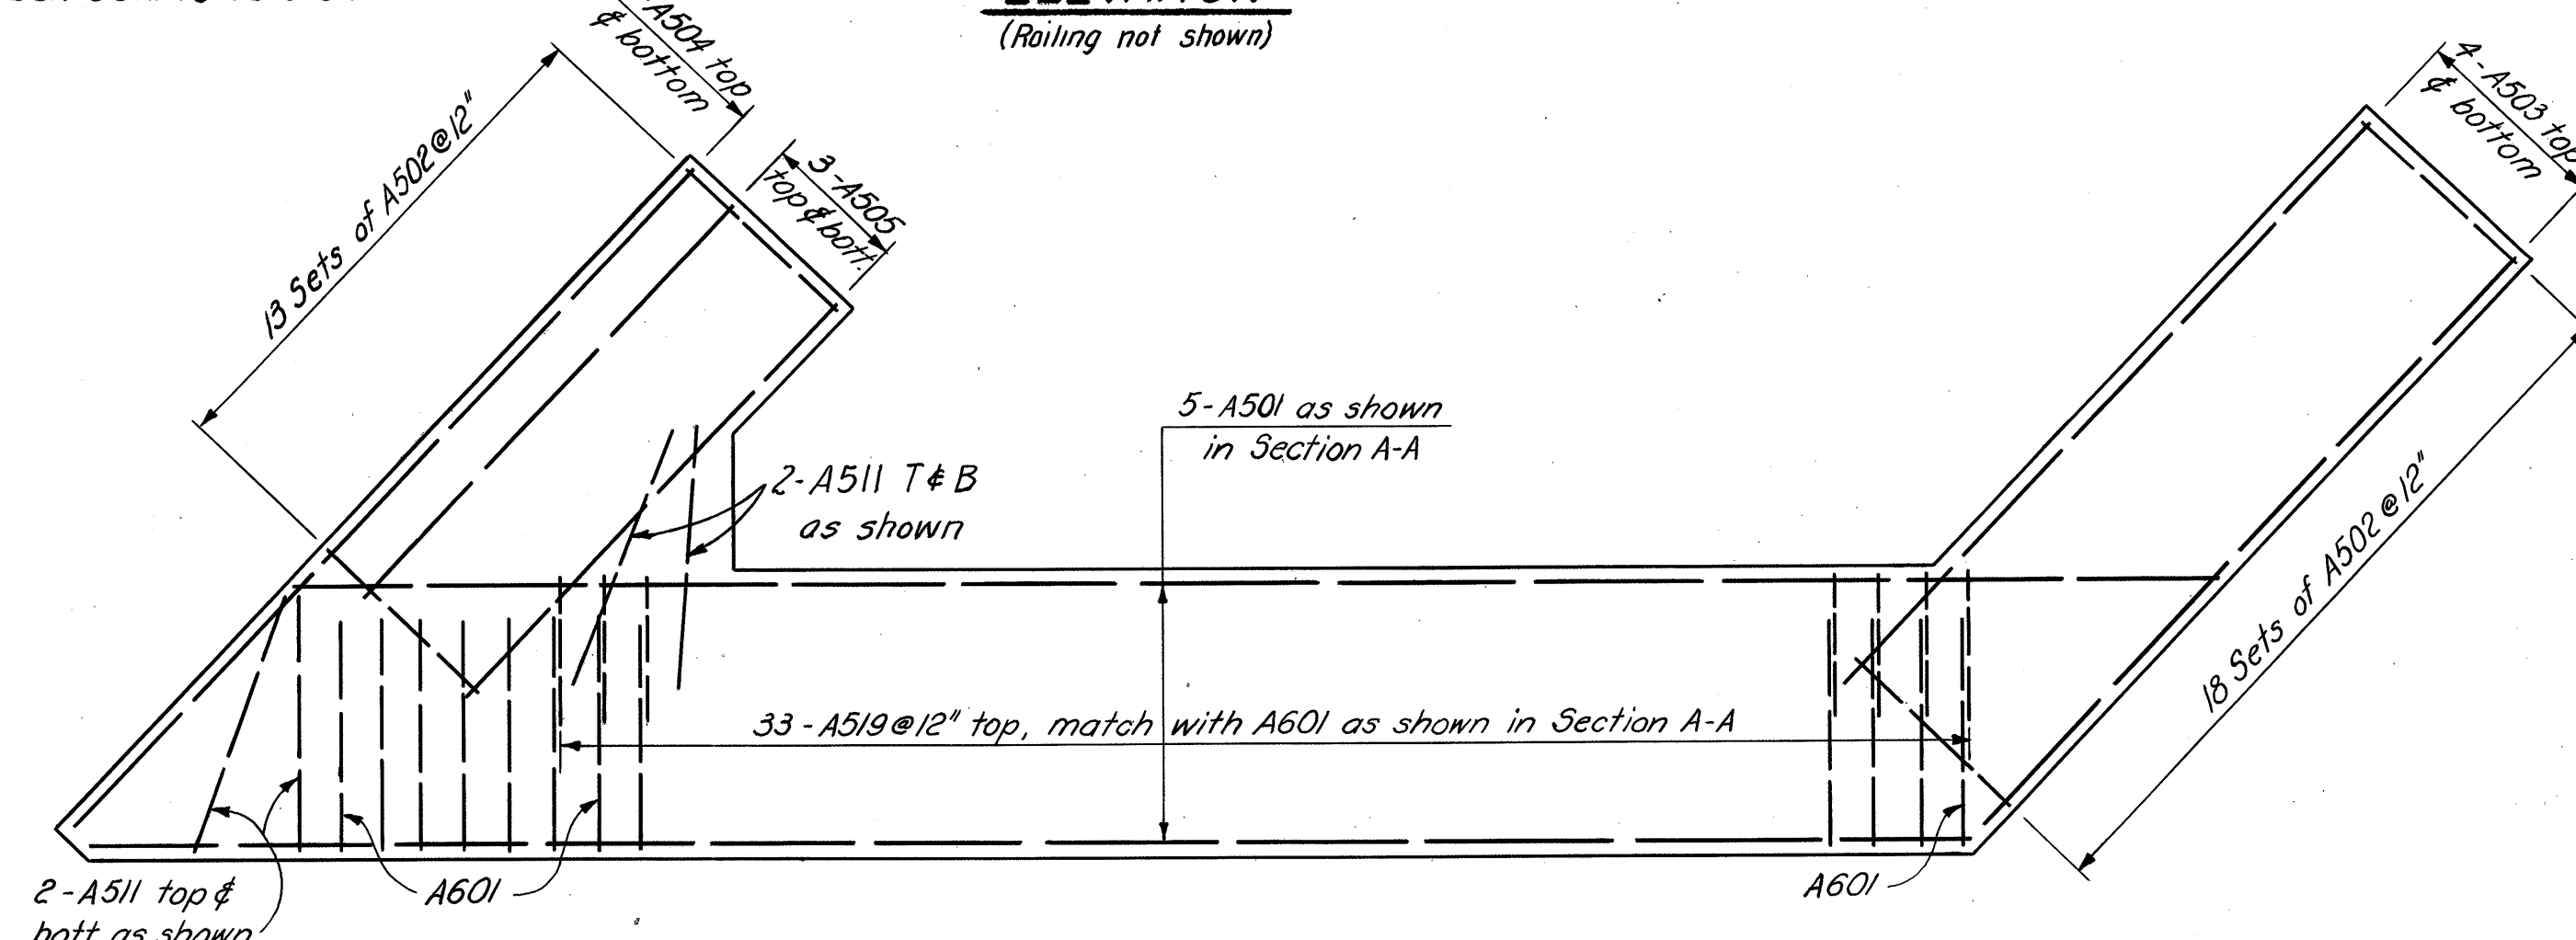 (Railing not shown)
A504 top
& bottom
13 Sets of A502@12"
3-A505
top & bott.
4-A503 top
& bottom
5-A501 as shown
in Section A-A
2-A511 T & B
as shown
18 Sets of A502@12"
33-A519@12" top, match with A601 as shown in Section A-A
2-A511 top &
bott as shown
A601
A601